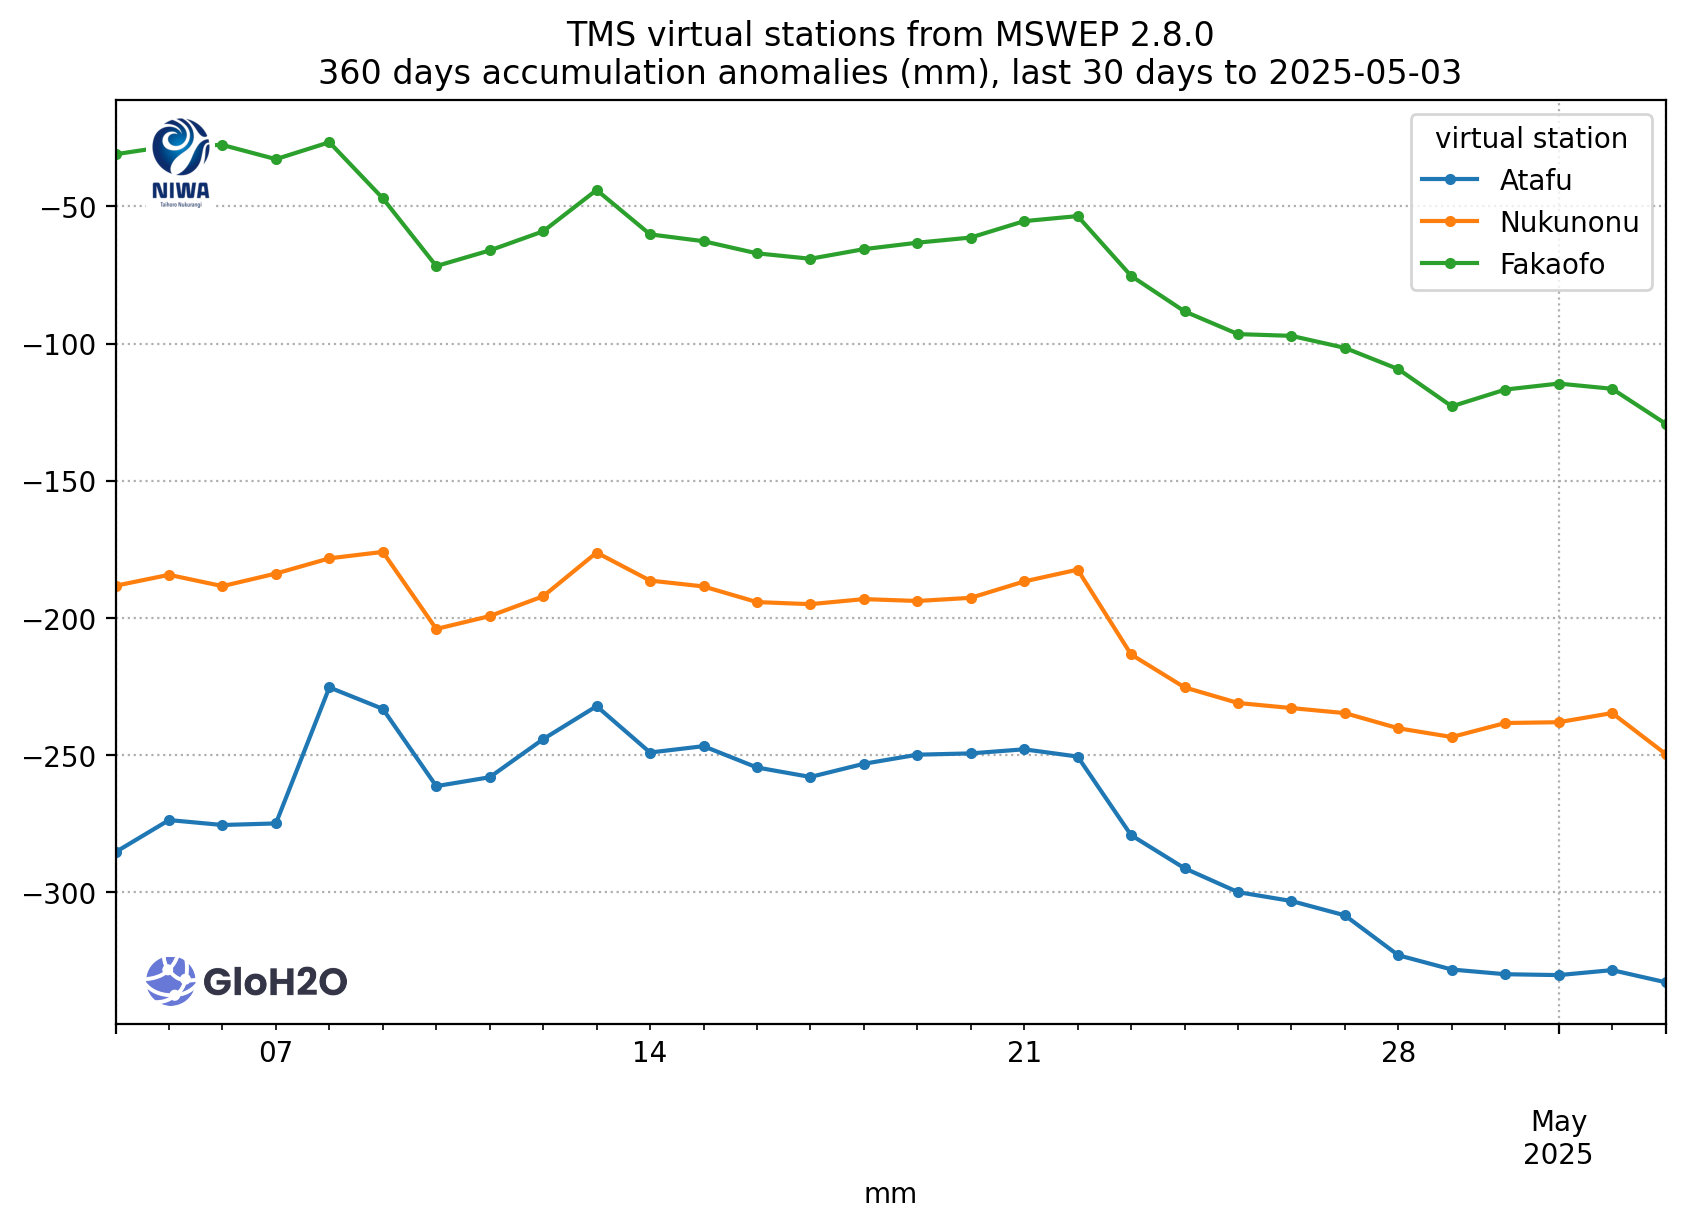 TMS virtual stations from MSWEP 2.8.0
360 days accumulation anomalies (mm), last 30 days to 2025-05-03
NIWA
Taihoro Nukurangi
virtual station
Atafu
Nukunonu
Fakaofo
−50
−100
−150
−200
−250
−300
GloH2O
07 14 21 28
May
2025
mm